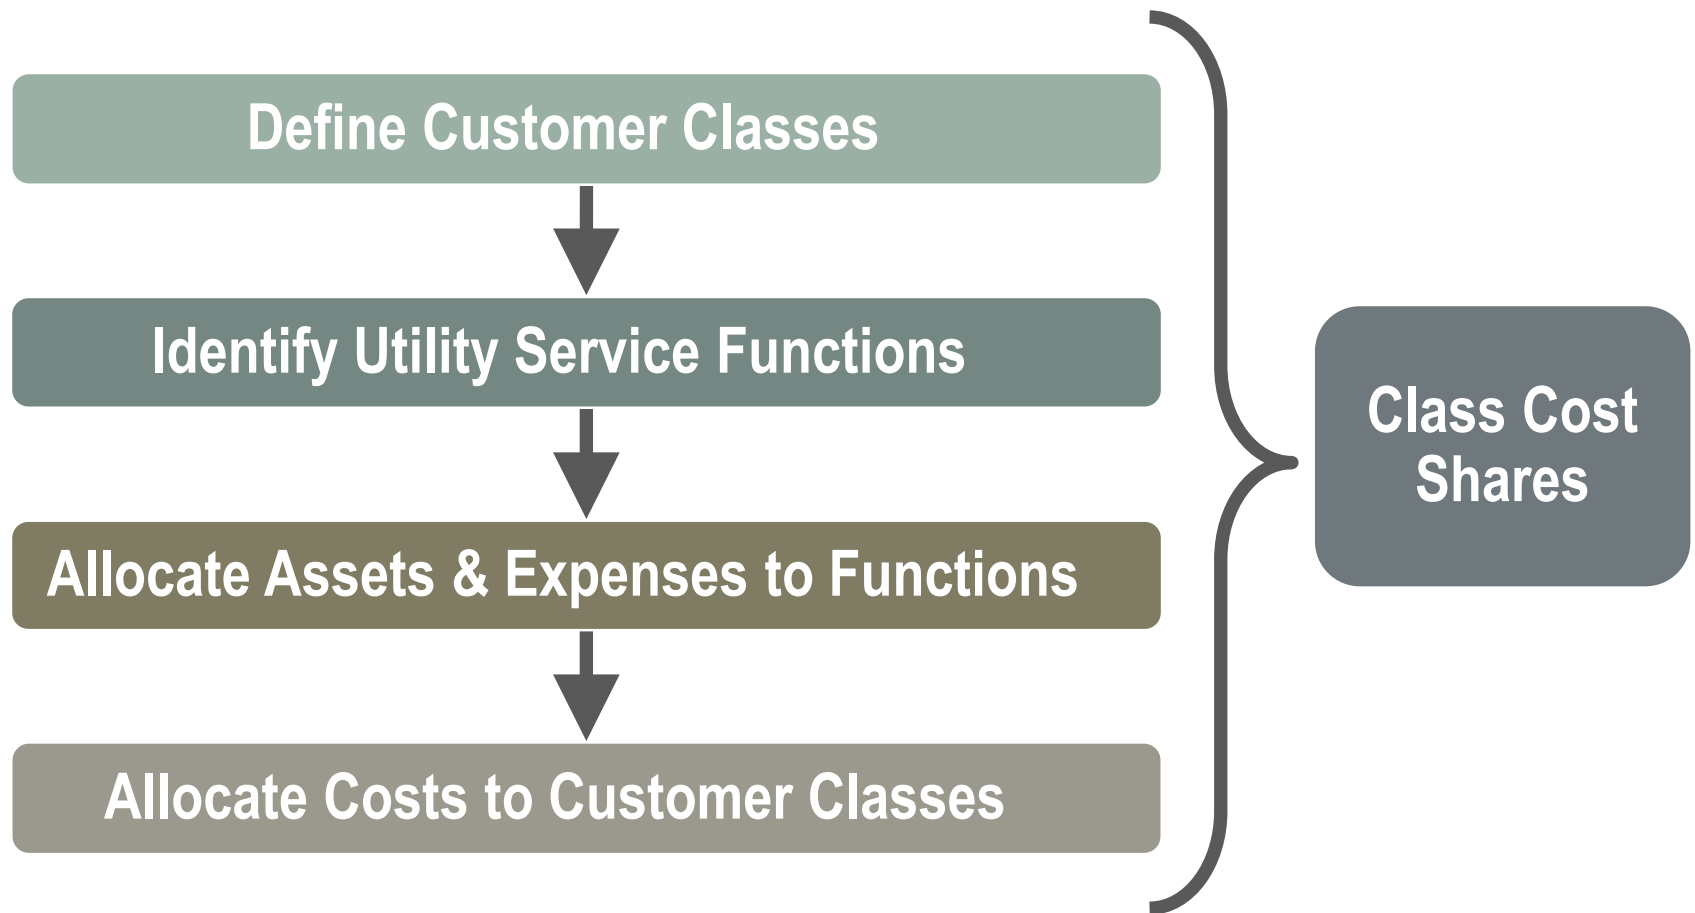 Define Customer Classes
Identify Utility Service Functions
Allocate Assets & Expenses to Functions
Allocate Costs to Customer Classes
Class Cost
Shares